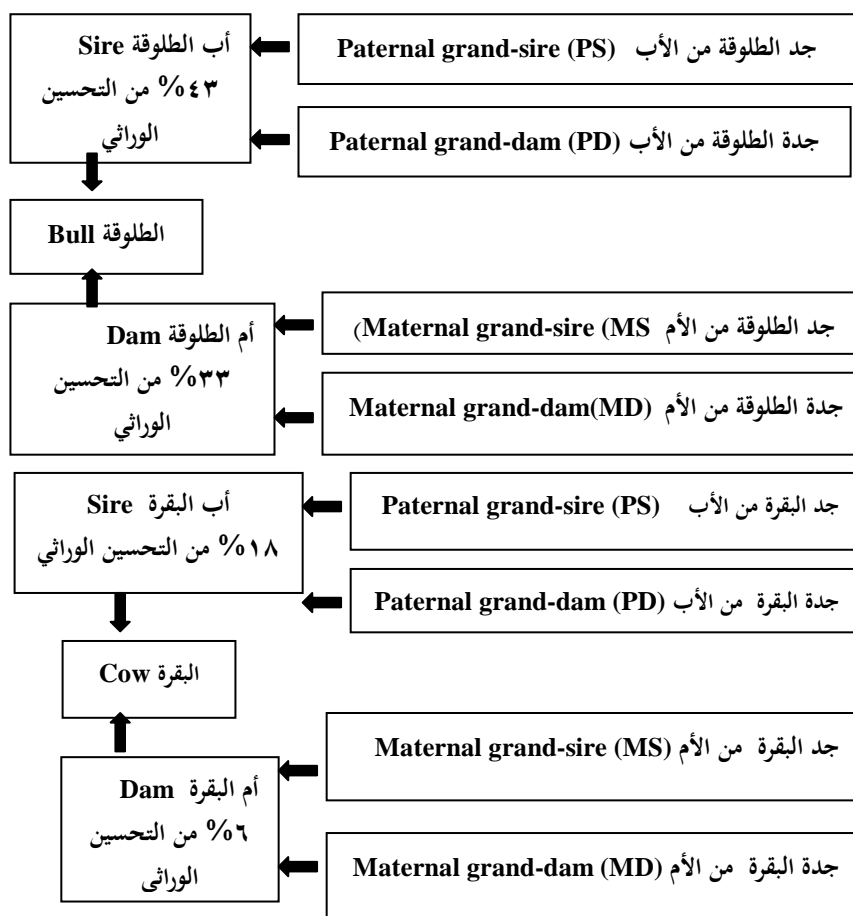 أب الطلوقة Sire
٤٣% من التحسين
الوراثي
جد الطلوقة من الأب Paternal grand-sire (PS)
جدة الطلوقة من الأب Paternal grand-dam (PD)
الطلوقة Bull
أم الطلوقة Dam
٣٣% من التحسين
الوراثي
جد الطلوقة من الأم Maternal grand-sire (MS)
جدة الطلوقة من الأم Maternal grand-dam(MD)
أب البقرة Sire
١٨% من التحسين الوراثي
جد البقرة من الأب Paternal grand-sire (PS)
جدة البقرة من الأب Paternal grand-dam (PD)
البقرة Cow
أم البقرة Dam
٦% من التحسين
الوراثى
جد البقرة من الأم Maternal grand-sire (MS)
جدة البقرة من الأم Maternal grand-dam (MD)